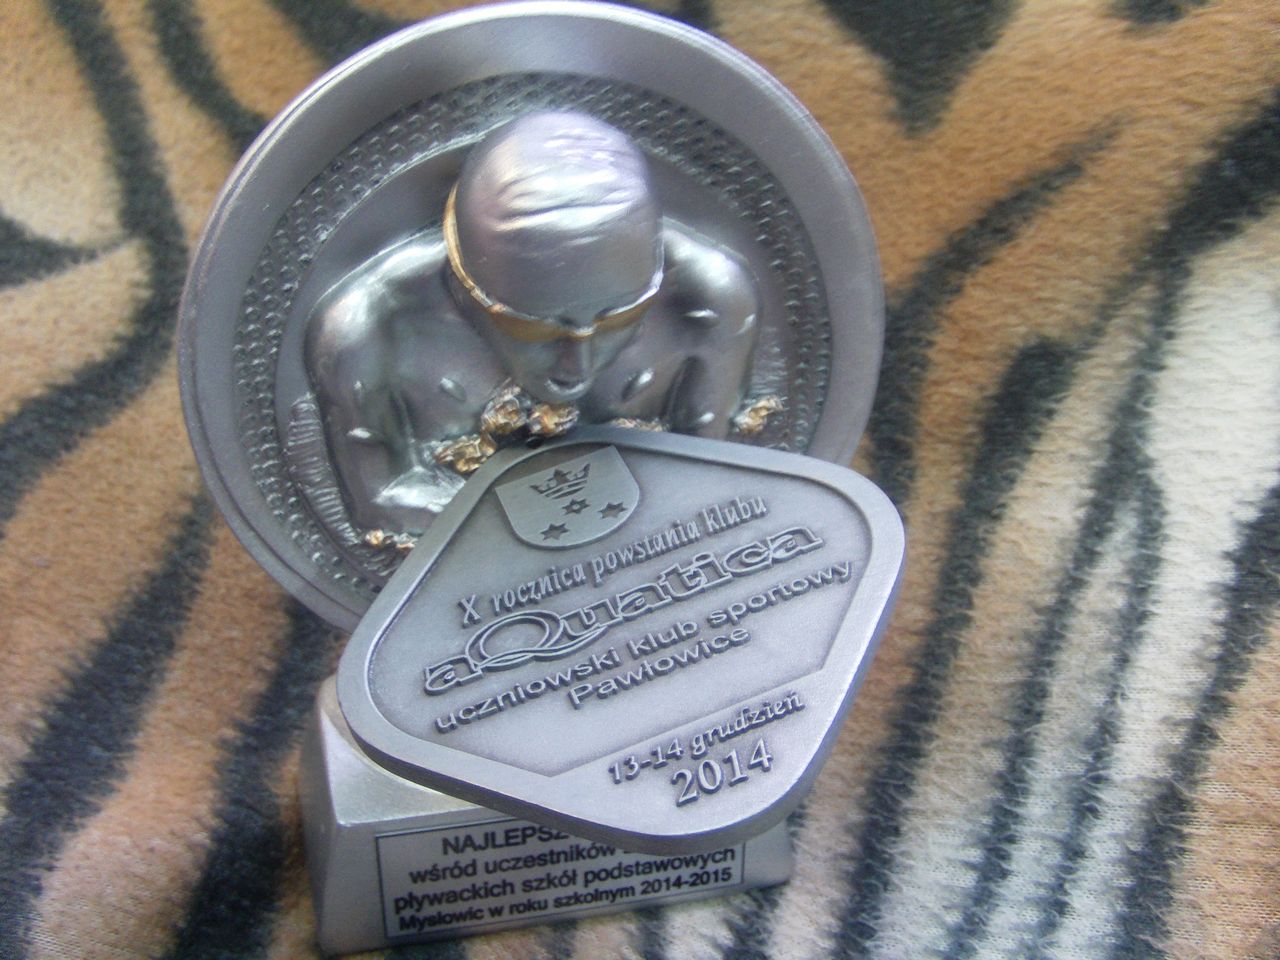 X rocznica powstania klubu
aQuatica
uczniowski klub sportowy
Pawłowice
13-14 grudzień
2014
wśród uczestników
pływackich szkół podstawowych
Mysłowic w roku szkolnym 2014-2015